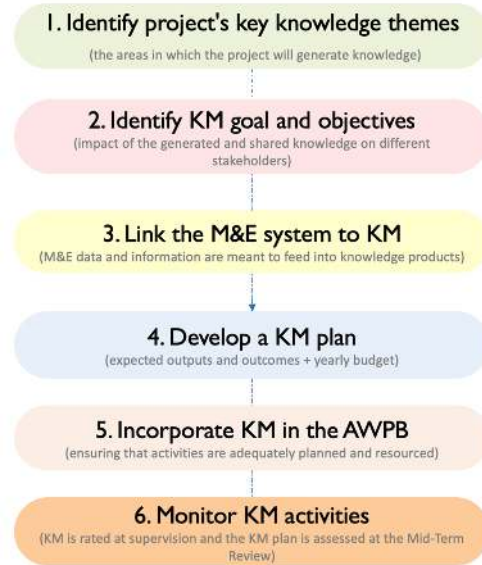 1. Identify project's key knowledge themes
(the areas in which the project will generate knowledge)
2. Identify KM goal and objectives
(impact of the generated and shared knowledge on different
stakeholders)
3. Link the M&E system to KM
(M&E data and information are meant to feed into knowledge products)
4. Develop a KM plan
(expected outputs and outcomes + yearly budget)
5. Incorporate KM in the AWPB
(ensuring that activities are adequately planned and resourced)
6. Monitor KM activities
(KM is rated at supervision and the KM plan is assessed at the Mid-Term
Review)